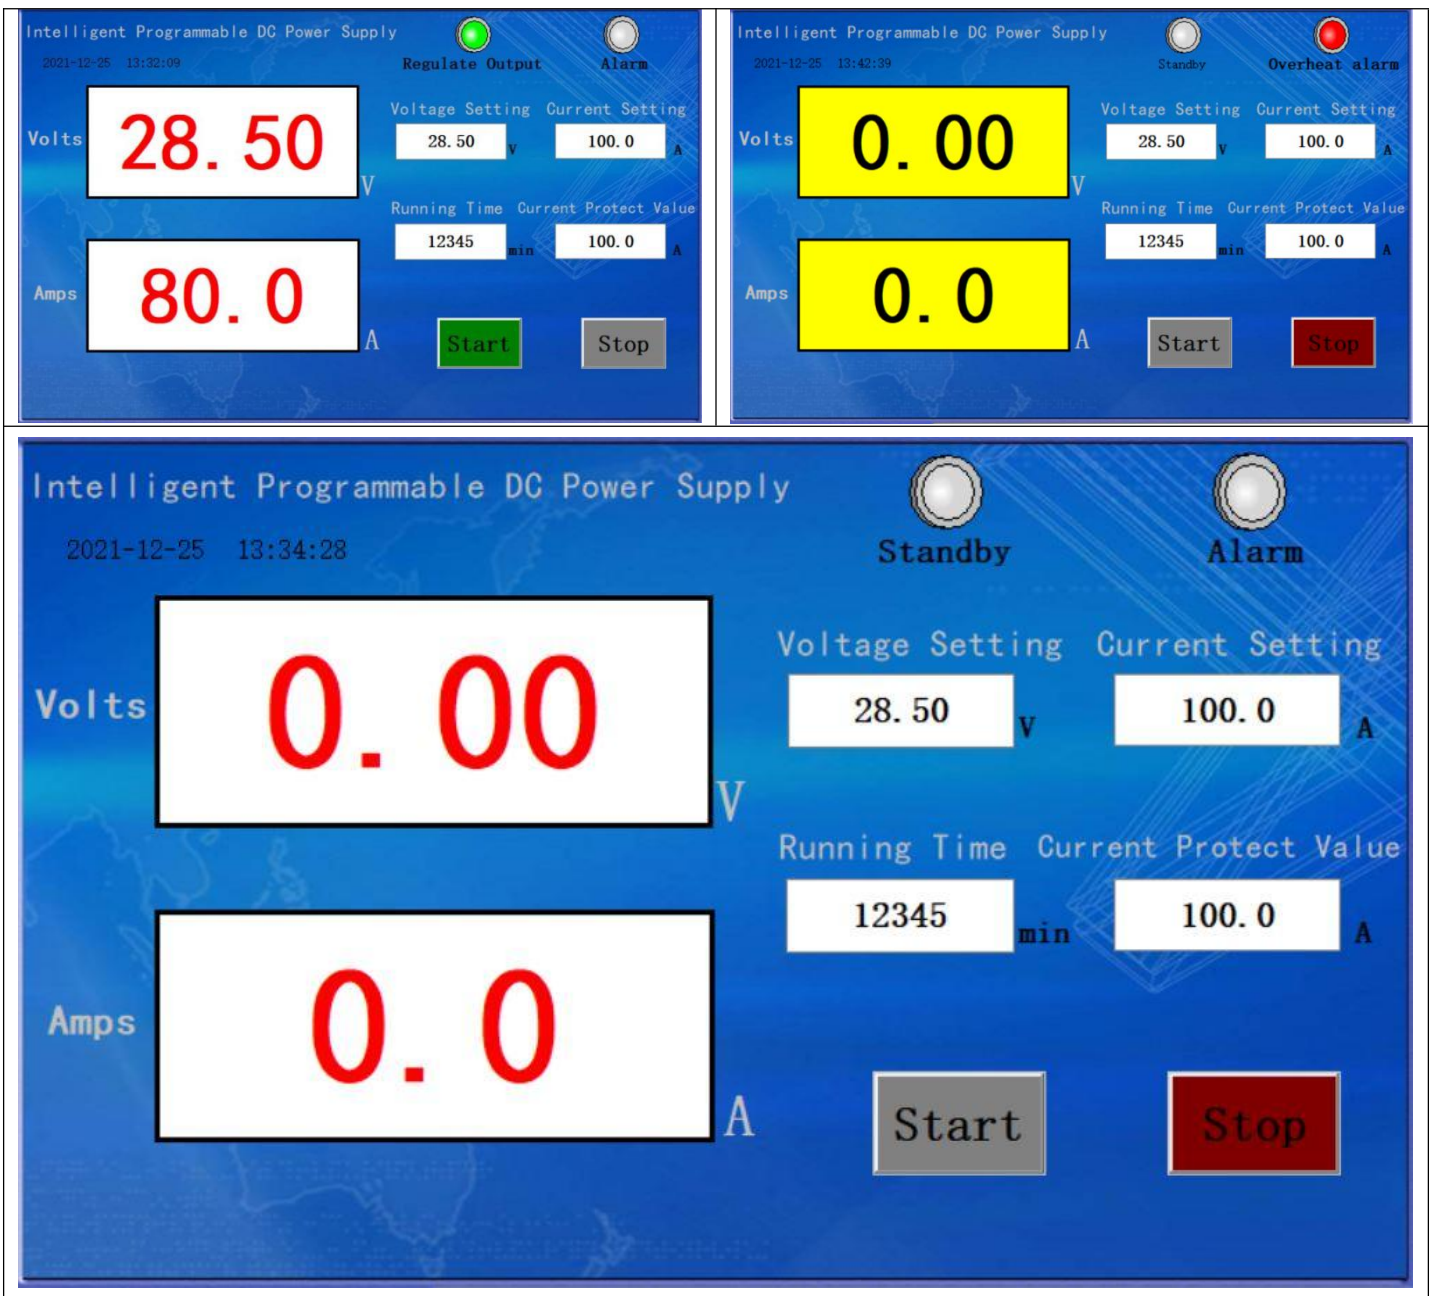 Intelligent Programmable DC Power Supply
2021-12-25 13:32:09
Regulate Output
Alarm
Voltage Setting Current Setting
Volts 28.50 V
28.50 V 100.0 A
Running Time Current Protect Value
12345 min 100.0 A
Amps 80.0 A
Start Stop
Intelligent Programmable DC Power Supply
2021-12-25 13:42:39
Standby
Overheat alarm
Voltage Setting Current Setting
Volts 0.00 V
28.50 V 100.0 A
Running Time Current Protect Value
12345 min 100.0 A
Amps 0.0 A
Start Stop
Intelligent Programmable DC Power Supply
2021-12-25 13:34:28
Standby
Alarm
Voltage Setting Current Setting
Volts 0.00 V
28.50 V 100.0 A
Running Time Current Protect Value
12345 min 100.0 A
Amps 0.0 A
Start Stop